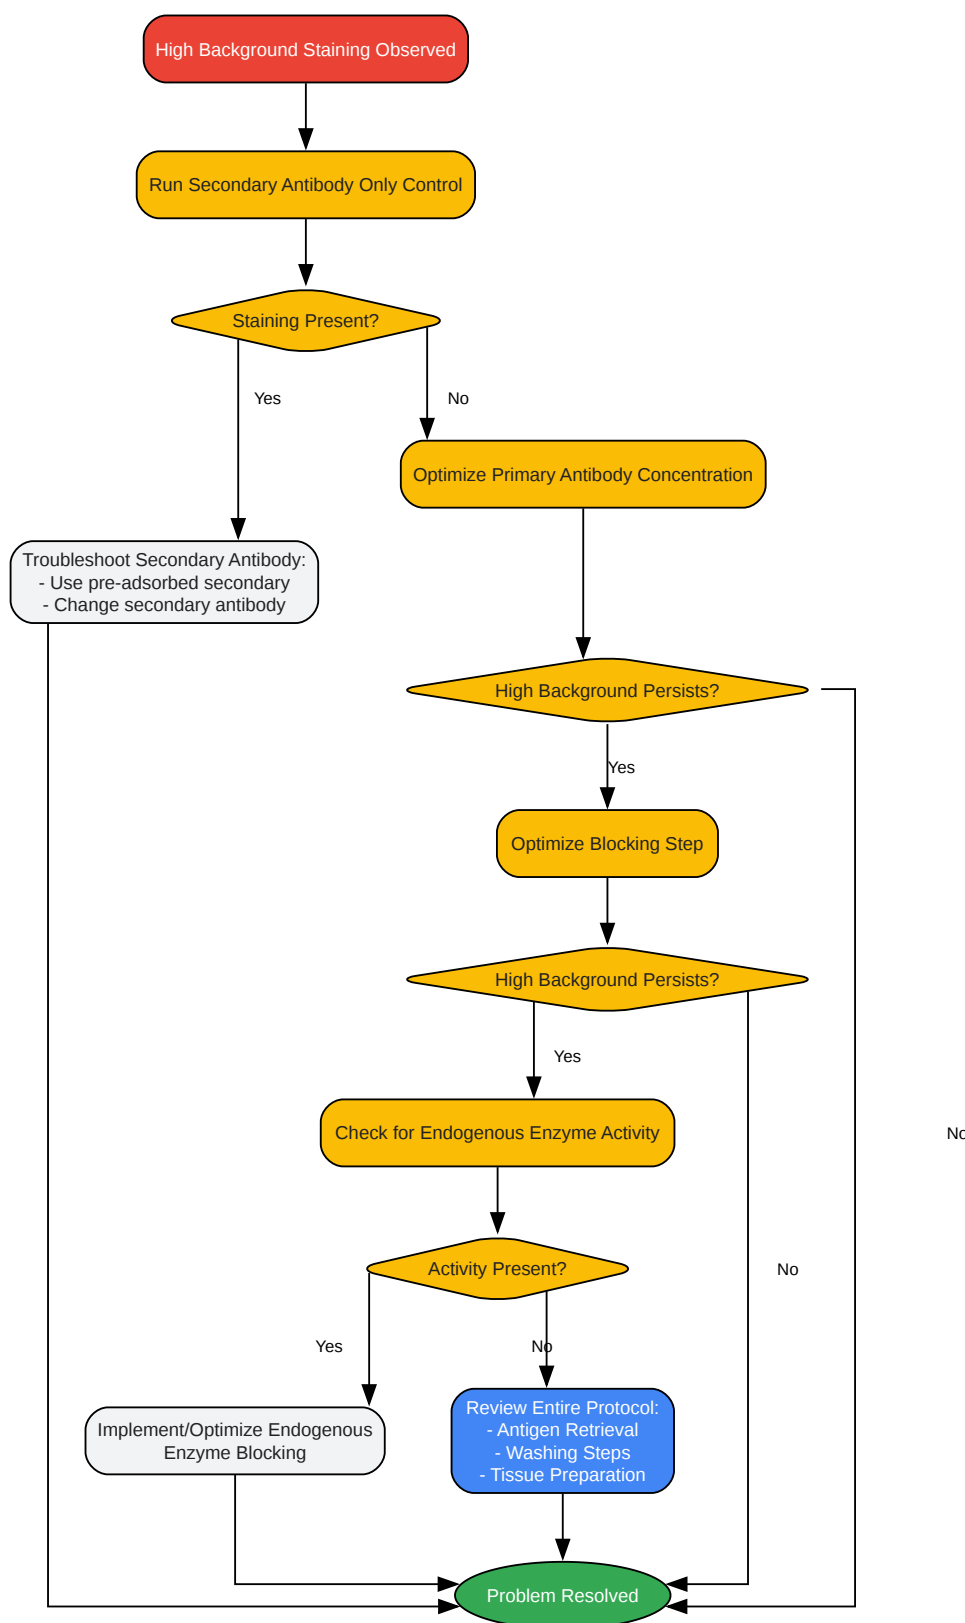 High Background Staining Observed
Run Secondary Antibody Only Control
Staining Present?
Yes
No
Optimize Primary Antibody Concentration
Troubleshoot Secondary Antibody:
- Use pre-adsorbed secondary
- Change secondary antibody
High Background Persists?
Yes
Optimize Blocking Step
High Background Persists?
Yes
Check for Endogenous Enzyme Activity
No
Activity Present?
No
Yes
No
Implement/Optimize Endogenous
Enzyme Blocking
Review Entire Protocol:
- Antigen Retrieval
- Washing Steps
- Tissue Preparation
Problem Resolved